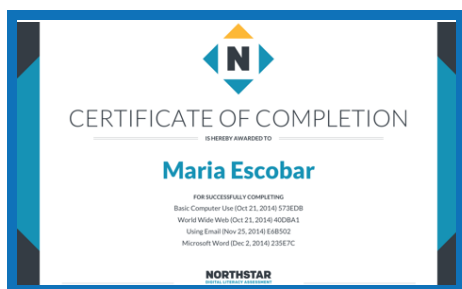 N
CERTIFICATE OF COMPLETION
IS HEREBY AWARDED TO
Maria Escobar
FOR SUCCESSFULLY COMPLETING
Basic Computer Use (Oct 21, 2014) 573EDB
World Wide Web (Oct 21, 2014) 40DBA1
Using Email (Nov 25, 2014) E6B502
Microsoft Word (Dec 2, 2014) 235E7C
NORTHSTAR
DIGITAL LITERACY ASSESSMENT